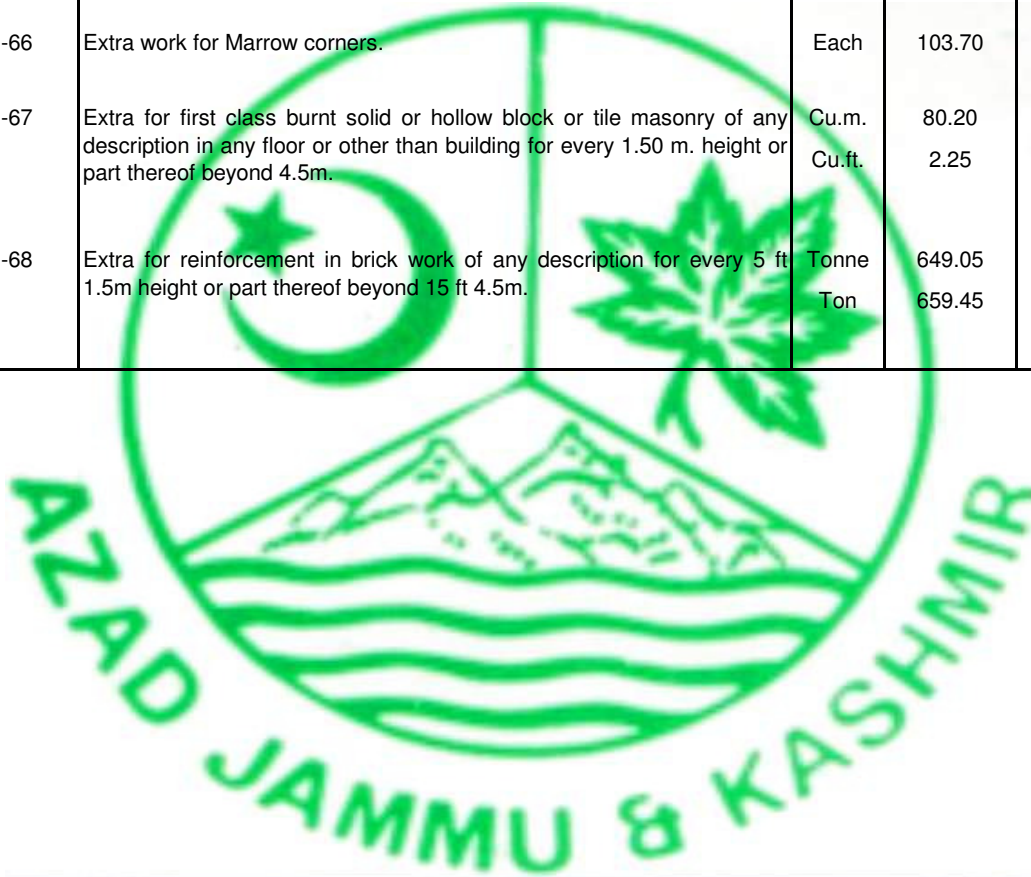 -66 Extra work for Marrow corners. Each 103.70
-67 Extra for first class burnt solid or hollow block or tile masonry of any Cu.m. 80.20
description in any floor or other than building for every 1.50 m. height or Cu.ft. 2.25
part thereof beyond 4.5m.
-68 Extra for reinforcement in brick work of any description for every 5 ft Tonne 649.05
1.5m height or part thereof beyond 15 ft 4.5m. Ton 659.45
AZAD JAMMU & KASHMIR